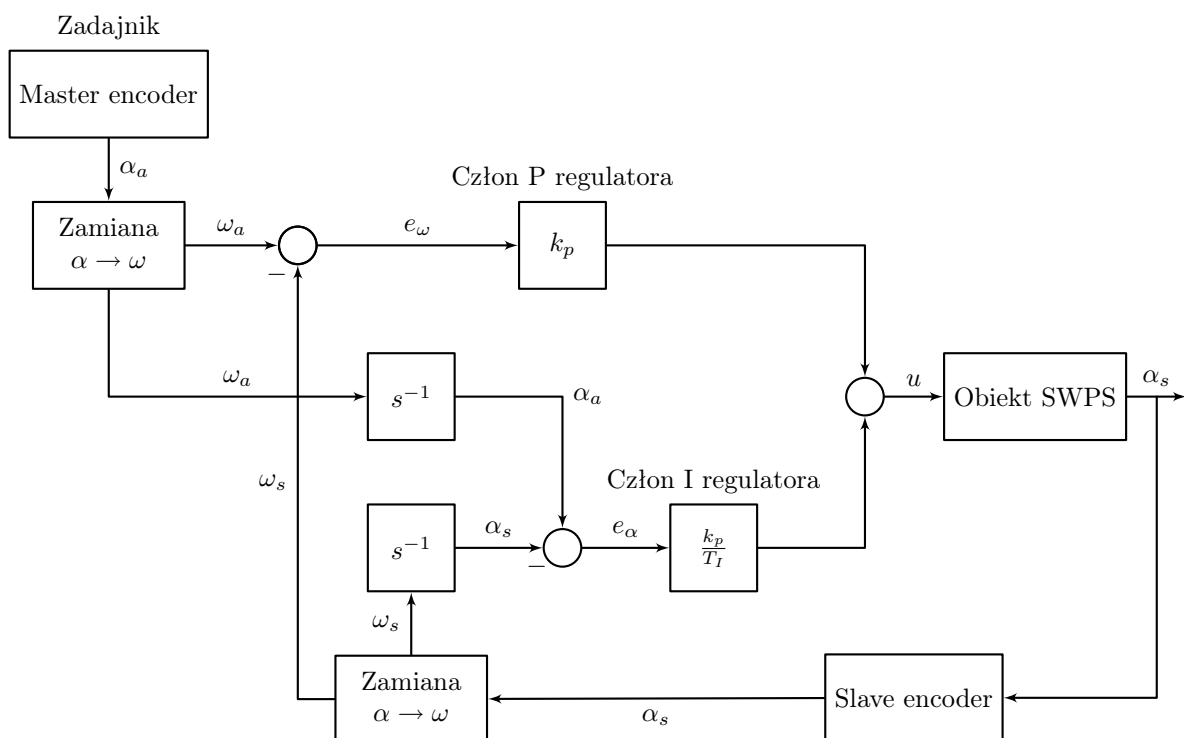 Zadajnik
Master encoder
α_a
Zamiana
α → ω
ω_a
−
e_ω
Człon P regulatora
k_p
ω_a
s⁻¹
α_a
ω_s
u
Obiekt SWPS
α_s
Człon I regulatora
s⁻¹
α_s
−
e_α
k_p/T_I
ω_s
Zamiana
α → ω
α_s
Slave encoder